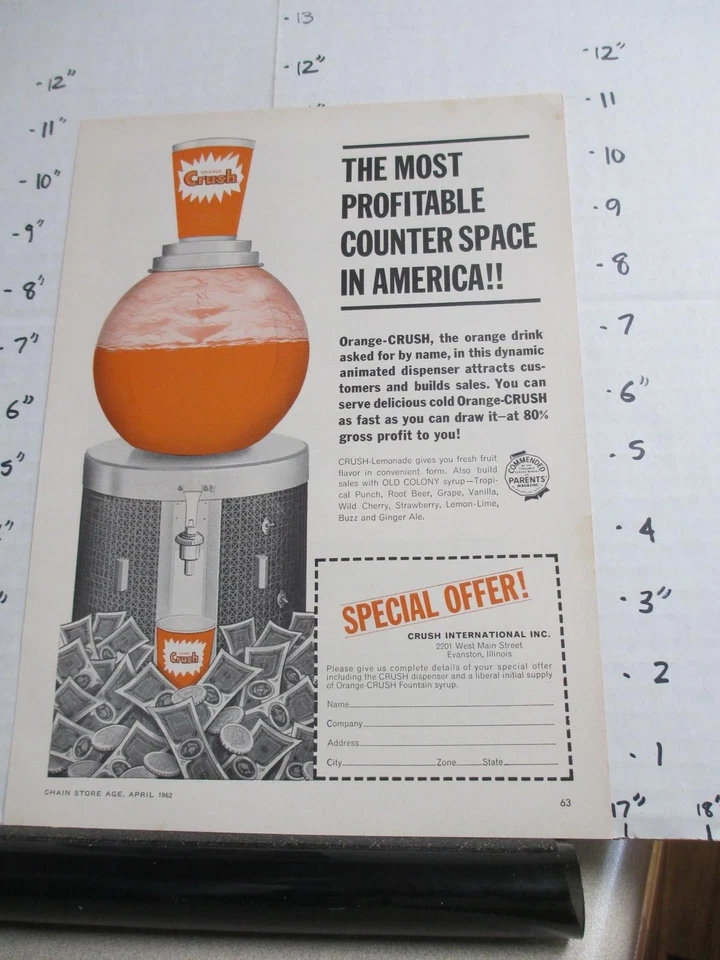 - 13
- 12"
- 12"
- 11"
- 10"
- 9"
- 8"
- 7"
6"
5"
- 12"
- 11
- 10
- 9
- 8
- 7
- 6"
- 5
- 4
- 3"
- 2
- 1
17"
18"
ORANGE
Crush
THE MOST
PROFITABLE
COUNTER SPACE
IN AMERICA!!
Orange-CRUSH, the orange drink
asked for by name, in this dynamic
animated dispenser attracts cus-
tomers and builds sales. You can
serve delicious cold Orange-CRUSH
as fast as you can draw it—at 80%
gross profit to you!
CRUSH-Lemonade gives you fresh fruit
flavor in convenient form. Also build
sales with OLD COLONY syrup—Tropi-
cal Punch, Root Beer, Grape, Vanilla,
Wild Cherry, Strawberry, Lemon-Lime,
Buzz and Ginger Ale.
COMMENDED
PARENTS'
MAGAZINE
Crush
SPECIAL OFFER!
CRUSH INTERNATIONAL INC.
2201 West Main Street
Evanston, Illinois
Please give us complete details of your special offer
including the CRUSH dispenser and a liberal initial supply
of Orange-CRUSH Fountain syrup.
Name
Company
Address
City Zone State
CHAIN STORE AGE, APRIL 1962
63